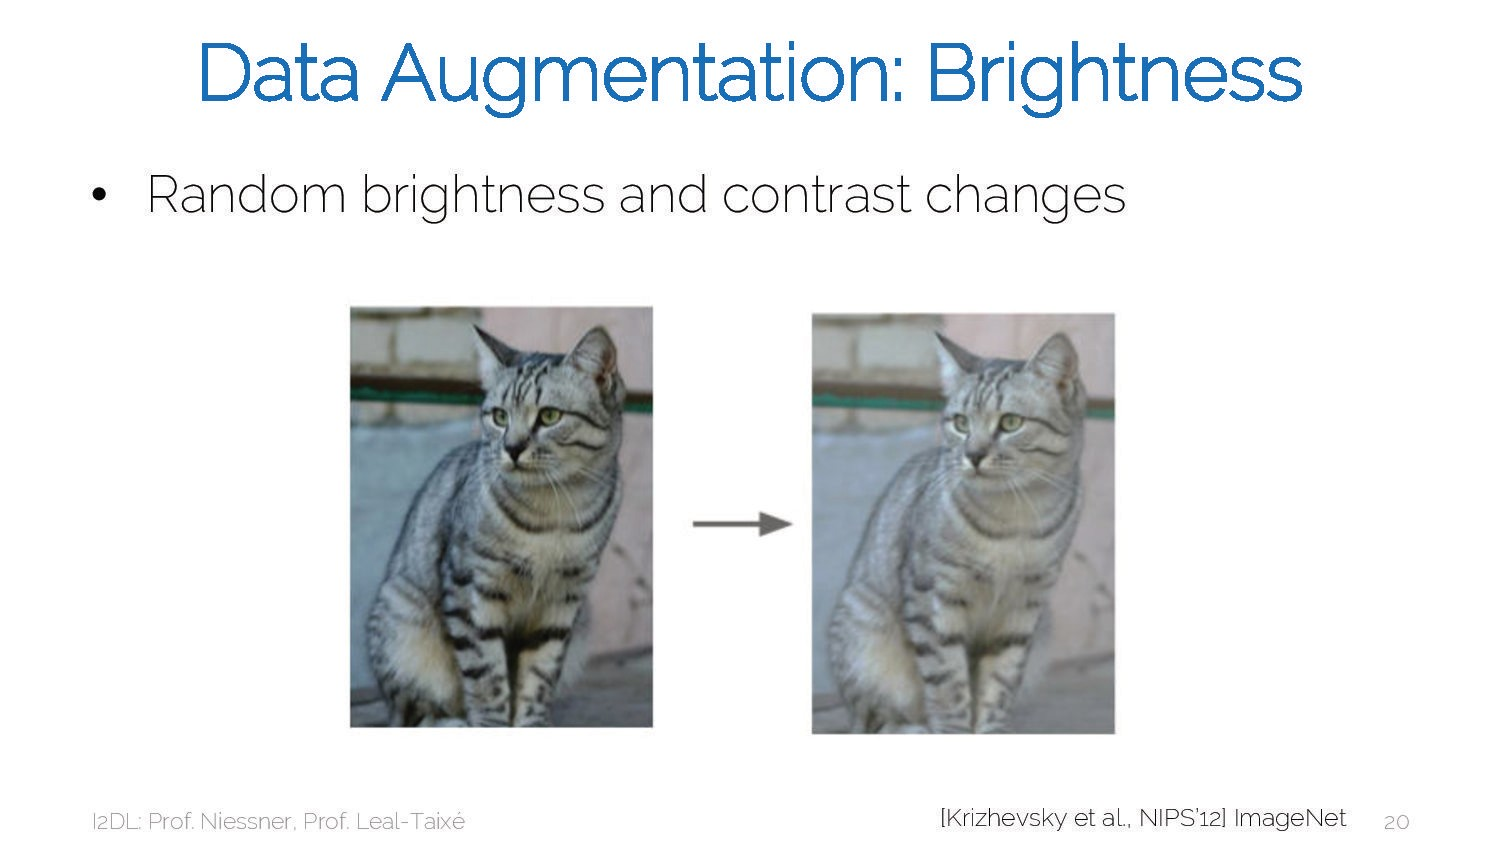 Data Augmentation: Brightness
• Random brightness and contrast changes
I2DL: Prof. Niessner, Prof. Leal-Taixé
[Krizhevsky et al., NIPS'12] ImageNet
20